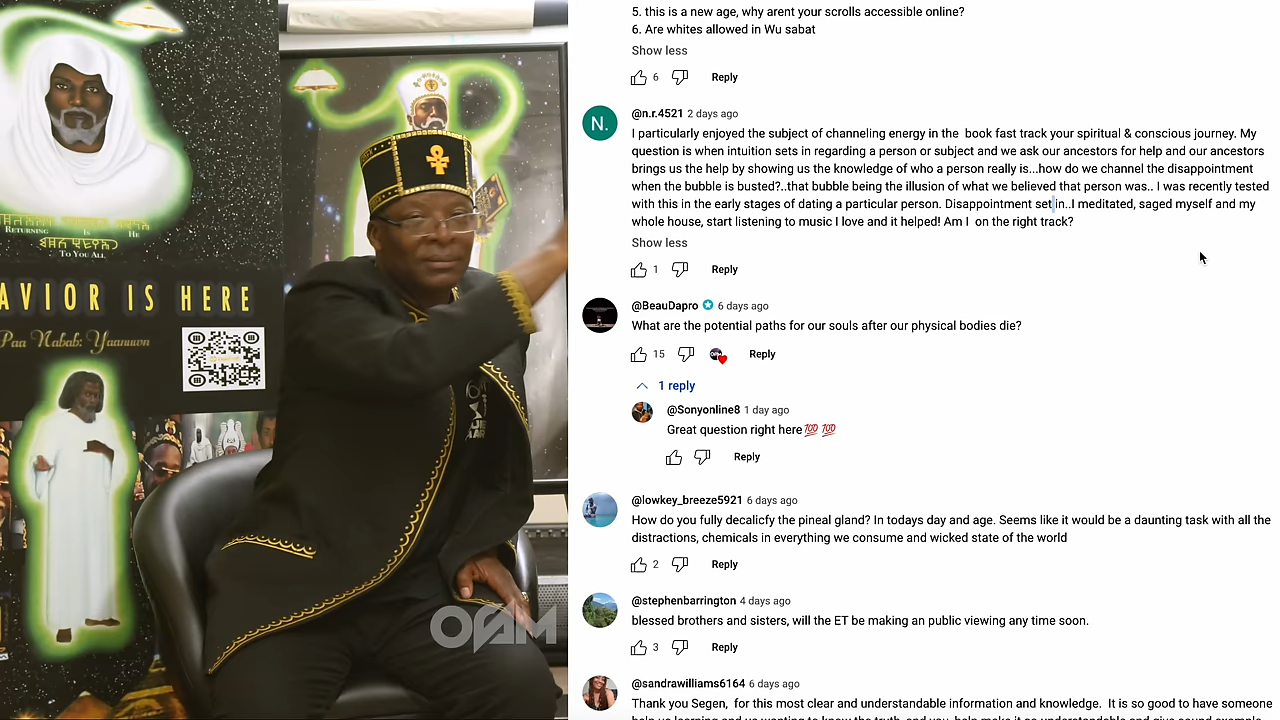 RETURNING IS HE
TO YOU ALL
AVIOR IS HERE
Paa Nabab: Yaanuwn
OGM
5. this is a new age, why arent your scrolls accessible online?
6. Are whites allowed in Wu sabat
Show less
6 Reply
N.
@n.r.4521 2 days ago
I particularly enjoyed the subject of channeling energy in the book fast track your spiritual & conscious journey. My
question is when intuition sets in regarding a person or subject and we ask our ancestors for help and our ancestors
brings us the help by showing us the knowledge of who a person really is...how do we channel the disappointment
when the bubble is busted?..that bubble being the illusion of what we believed that person was.. I was recently tested
with this in the early stages of dating a particular person. Disappointment set in..I meditated, saged myself and my
whole house, start listening to music I love and it helped! Am I on the right track?
Show less
1 Reply
@BeauDapro 6 days ago
What are the potential paths for our souls after our physical bodies die?
15 Reply
1 reply
@Sonyonline8 1 day ago
Great question right here💯 💯
Reply
@lowkey_breeze5921 6 days ago
How do you fully decalicfy the pineal gland? In todays day and age. Seems like it would be a daunting task with all the
distractions, chemicals in everything we consume and wicked state of the world
2 Reply
@stephenbarrington 4 days ago
blessed brothers and sisters, will the ET be making an public viewing any time soon.
3 Reply
@sandrawilliams6164 6 days ago
Thank you Segen, for this most clear and understandable information and knowledge. It is so good to have someone